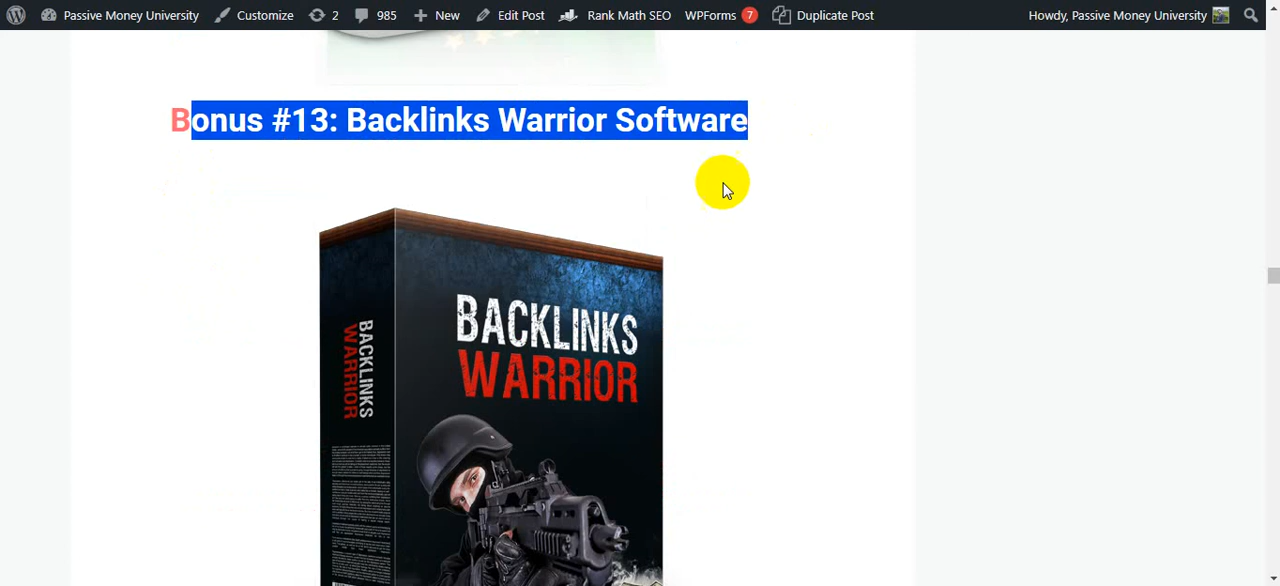 Passive Money University Customize 2 985 New Edit Post Rank Math SEO WPForms 7 Duplicate Post Howdy, Passive Money University
Bonus #13: Backlinks Warrior Software
BACKLINKS
WARRIOR
BACKLINKS
WARRIOR